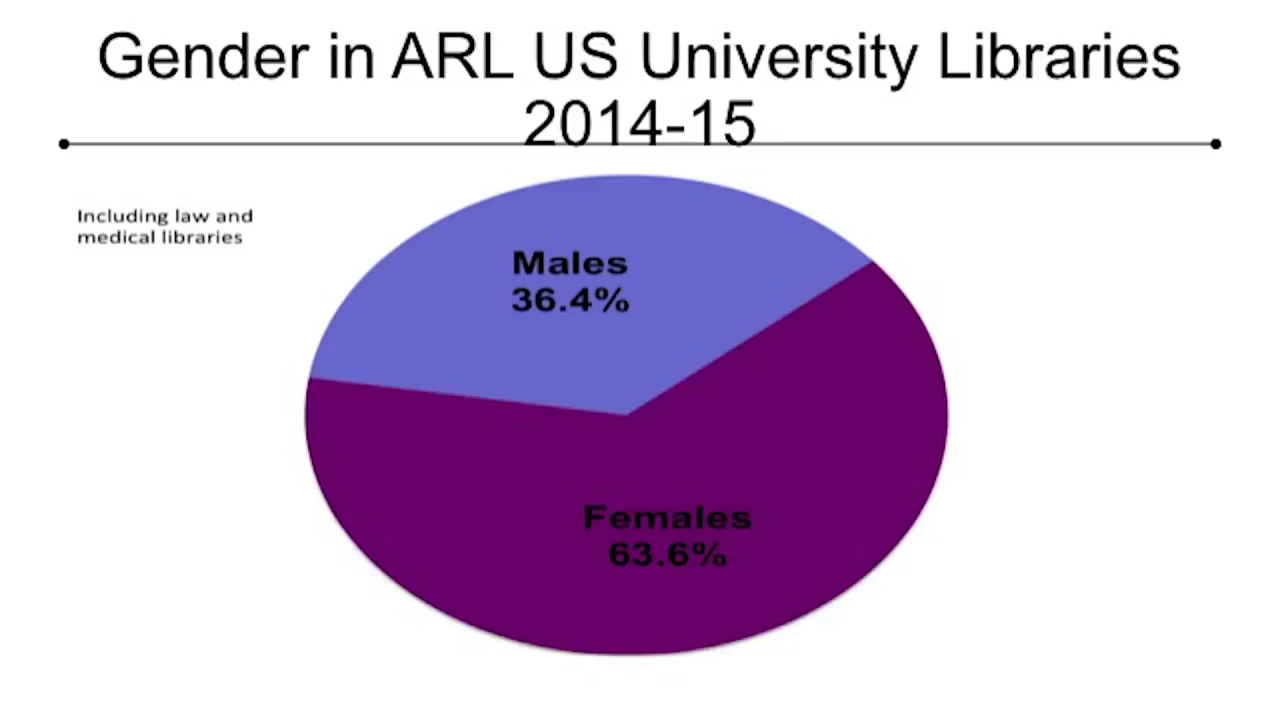 Gender in ARL US University Libraries
2014-15
Including law and
medical libraries
Males
36.4%
Females
63.6%